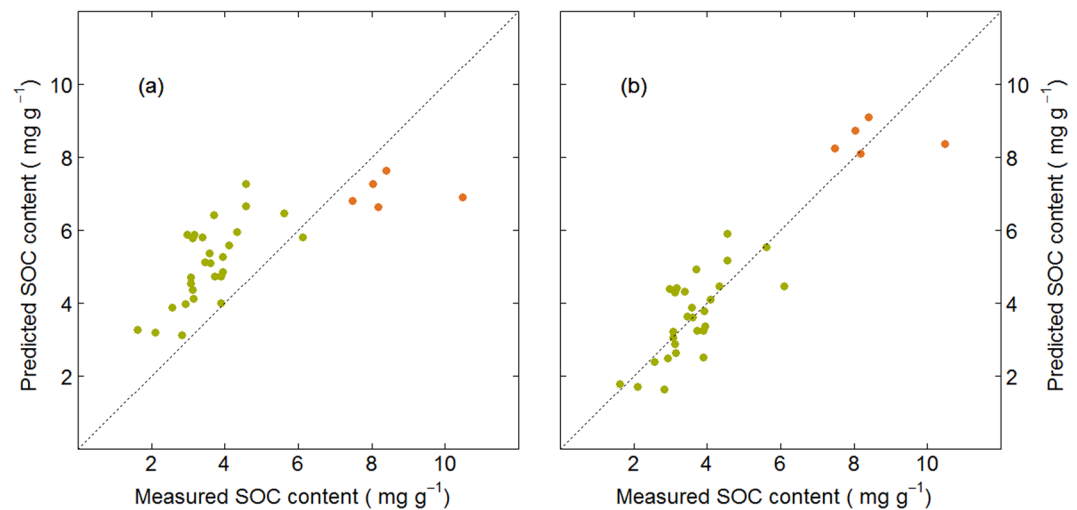 Predicted SOC content ( mg g⁻¹)
(a)
10
8
6
4
2
2 4 6 8 10
Measured SOC content ( mg g⁻¹)
(b)
10
8
6
4
2
2 4 6 8 10
Measured SOC content ( mg g⁻¹)
Predicted SOC content ( mg g⁻¹)